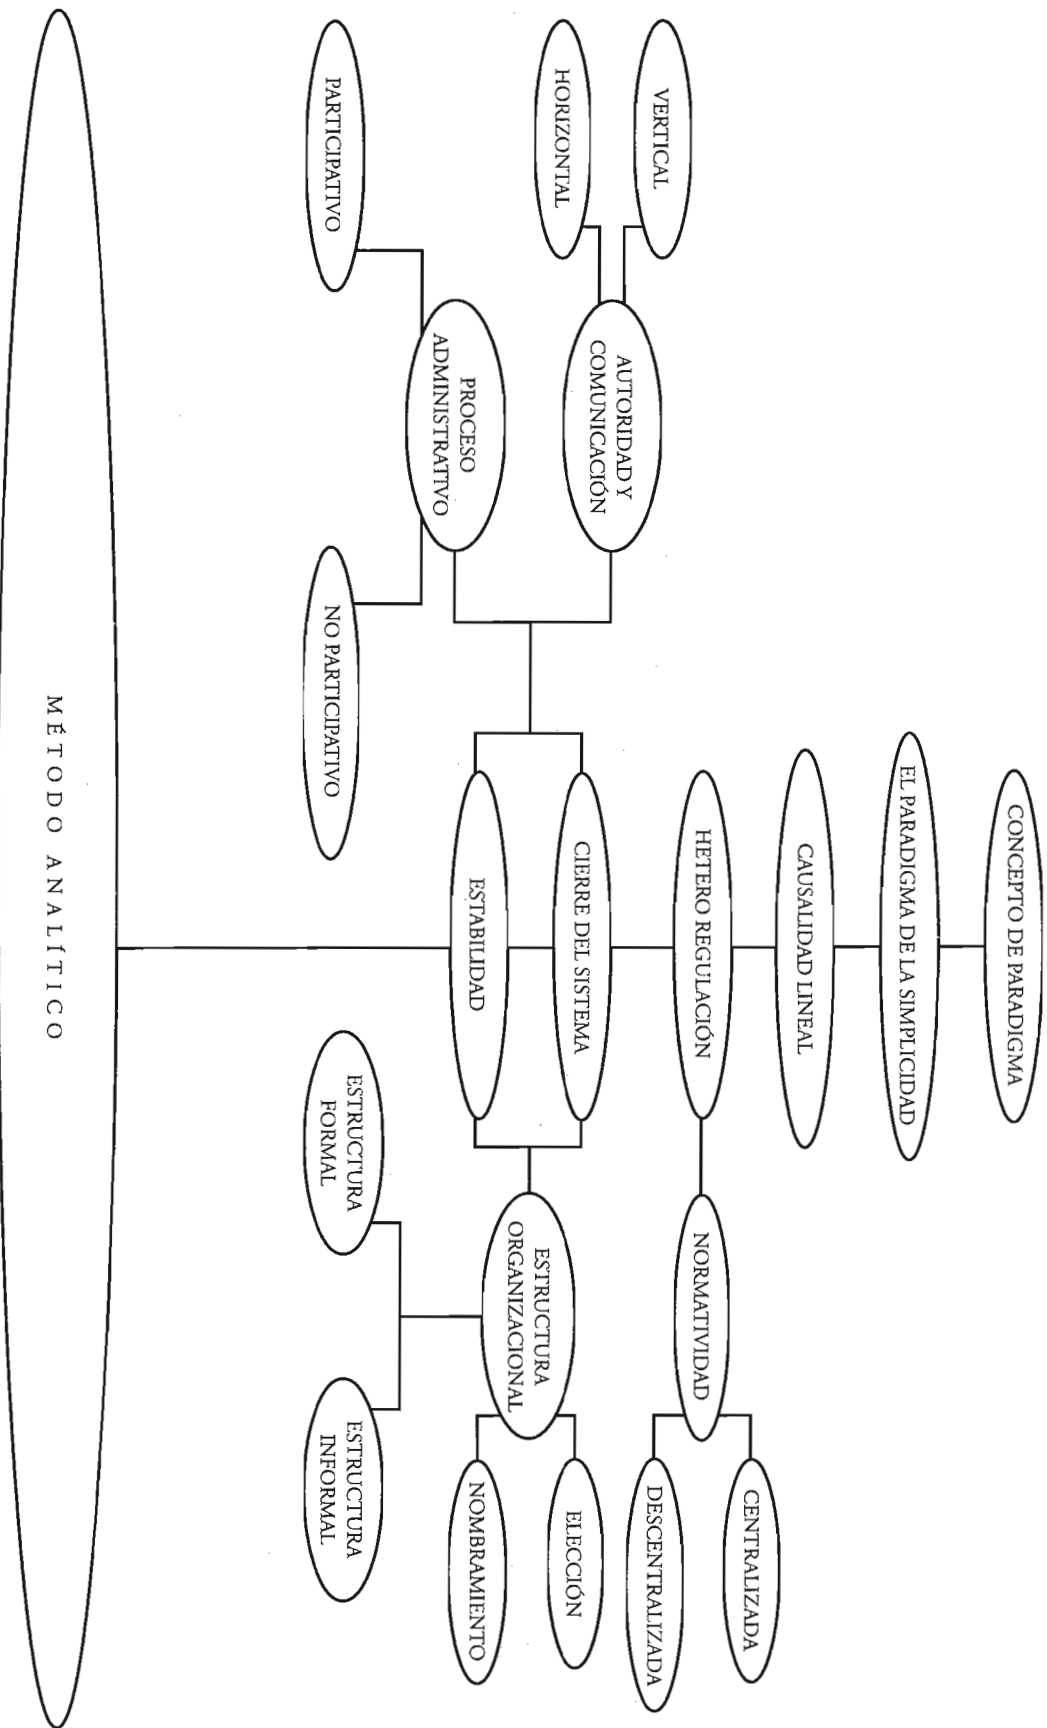 CONCEPTO DE PARADIGMA
EL PARADIGMA DE LA SIMPLICIDAD
CAUSALIDAD LINEAL
HETERO REGULACIÓN
NORMATIVIDAD
CENTRALIZADA
DESCENTRALIZADA
VERTICAL
HORIZONTAL
AUTORIDAD Y
COMUNICACIÓN
CIERRE DEL SISTEMA
ESTABILIDAD
ESTRUCTURA
ORGANIZACIONAL
ELECCIÓN
NOMBRAMIENTO
PROCESO
ADMINISTRATIVO
PARTICIPATIVO
NO PARTICIPATIVO
ESTRUCTURA
FORMAL
ESTRUCTURA
INFORMAL
MÉTODO ANALÍTICO